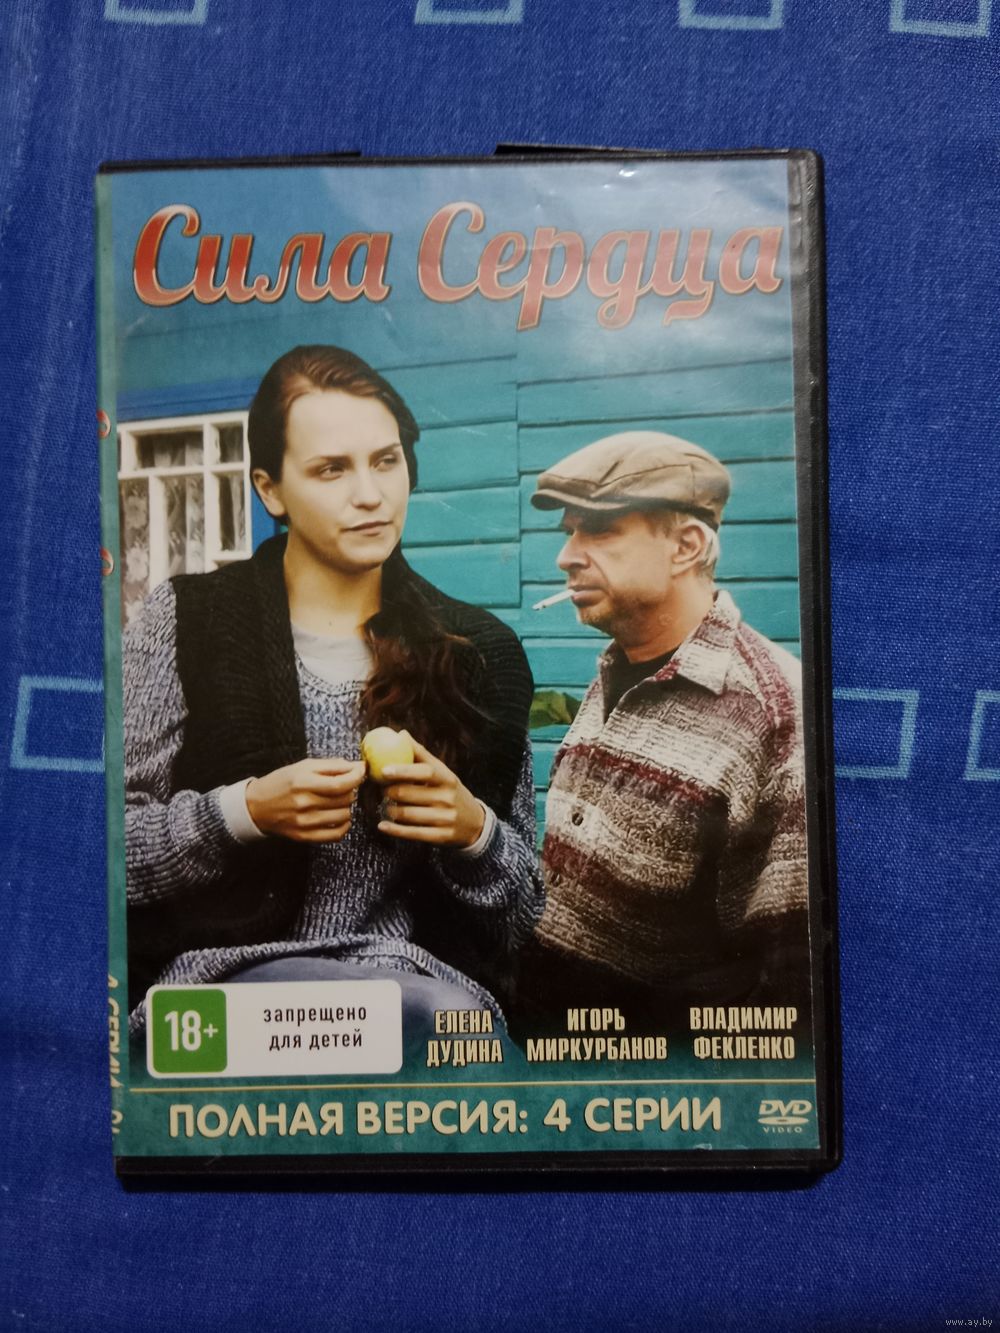 Сила Сердца
18+
запрещено
для детей
ЕЛЕНА
ДУДИНА
ИГОРЬ
МИРКУРБАНОВ
ВЛАДИМИР
ФЕКЛЕНКО
ПОЛНАЯ ВЕРСИЯ: 4 СЕРИИ
DVD
VIDEO
www.ay.by